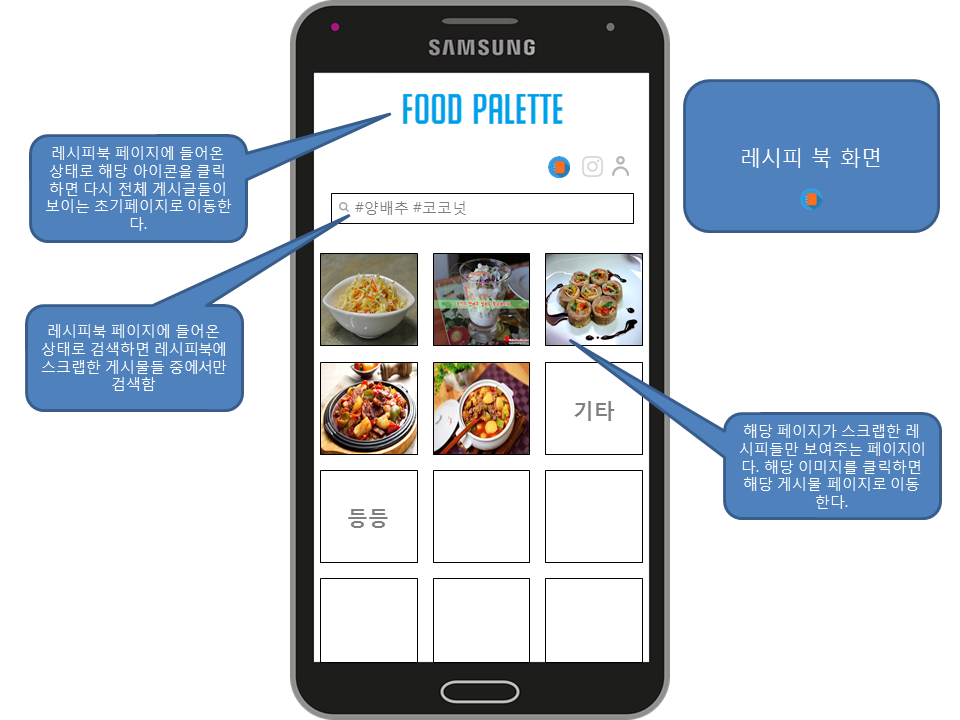 SAMSUNG
FOOD PALETTE
레시피북 페이지에 들어온
상태로 해당 아이콘을 클릭
하면 다시 전체 게시글들이
보이는 초기페이지로 이동한
다.
레시피 북 화면
#양배추 #코코넛
레시피북 페이지에 들어온
상태로 검색하면 레시피북에
스크랩한 게시물들 중에서만
검색함
기타
해당 페이지가 스크랩한 레
시피들만 보여주는 페이지이
다. 해당 이미지를 클릭하면
해당 게시물 페이지로 이동
한다.
등등